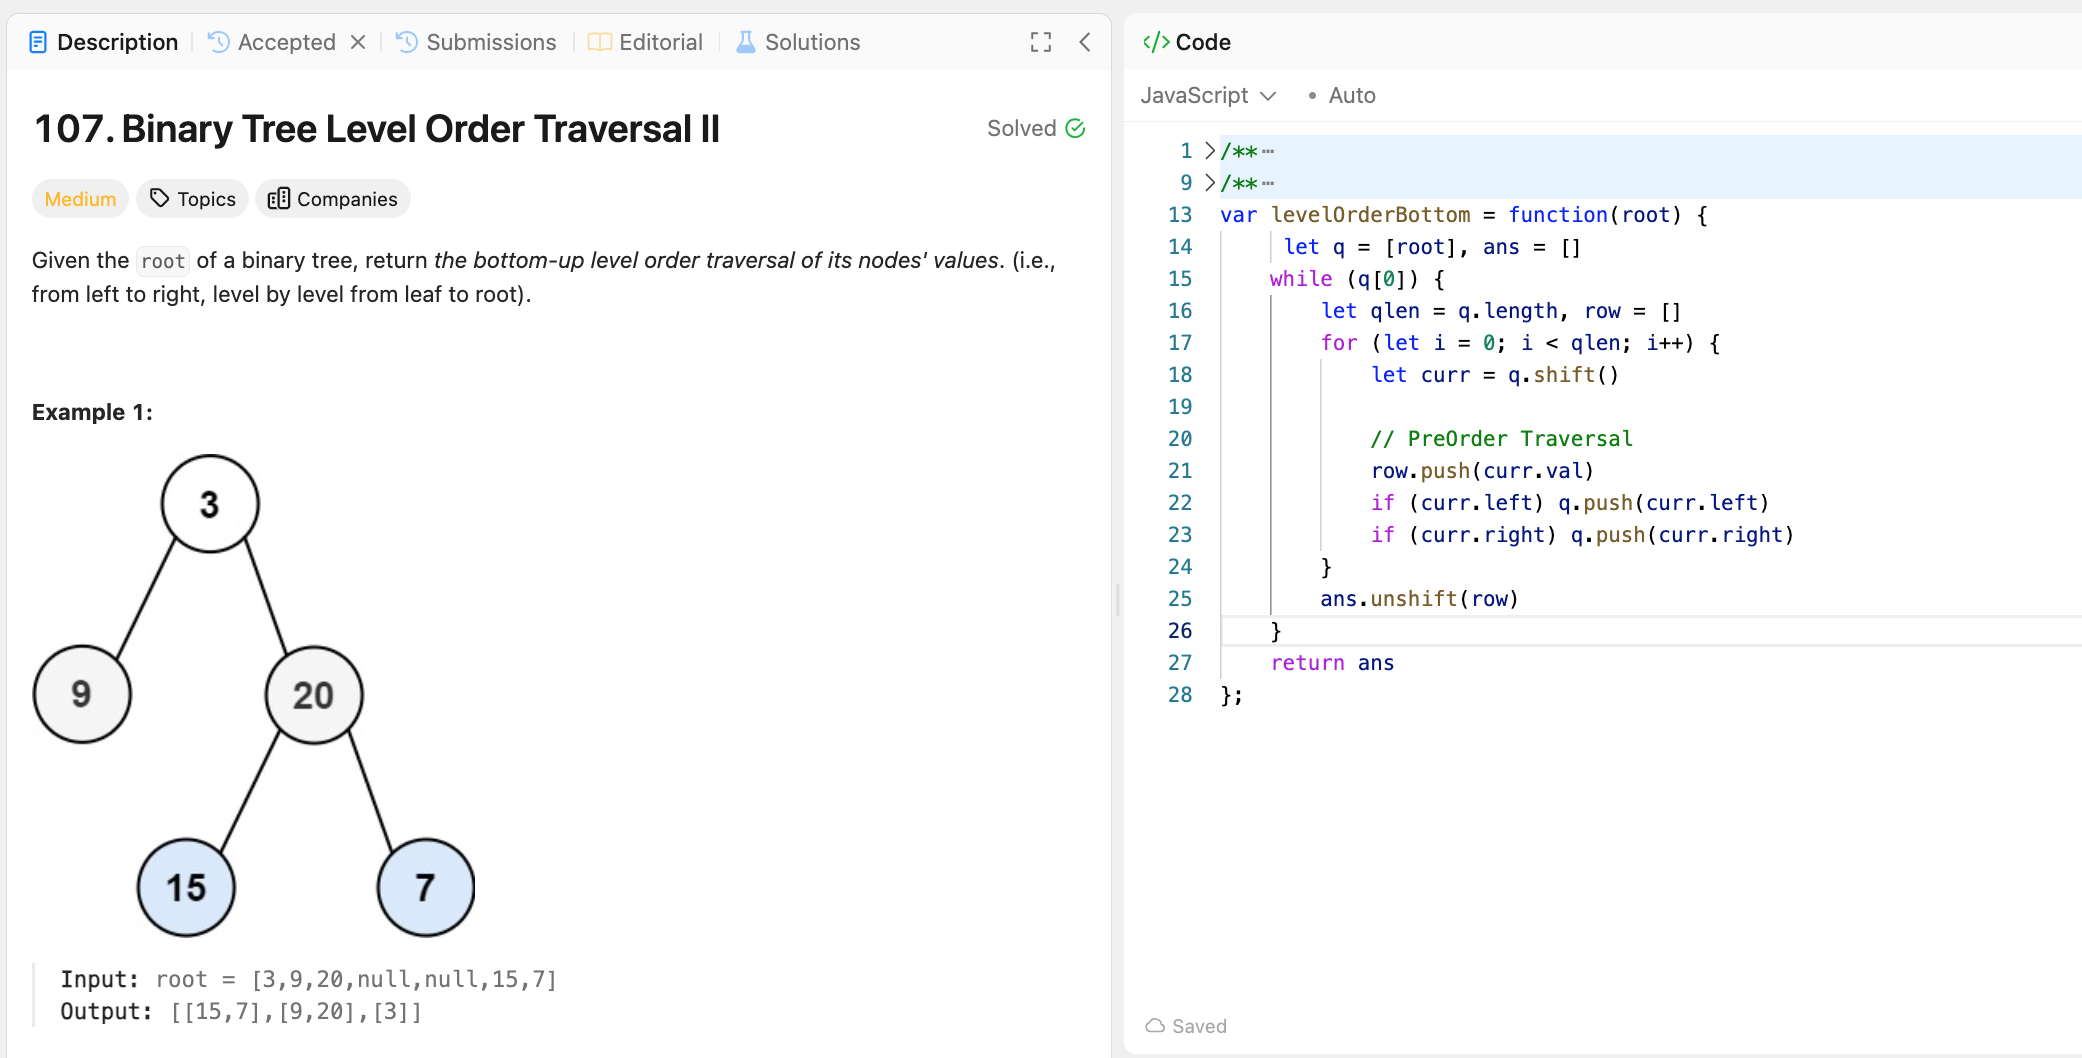 Description
Accepted
Submissions
Editorial
Solutions
107. Binary Tree Level Order Traversal II
Solved
Medium
Topics
Companies
Given the root of a binary tree, return the bottom-up level order traversal of its nodes' values. (i.e.,
from left to right, level by level from leaf to root).
Example 1:
3
9
20
15
7
Input: root = [3,9,20,null,null,15,7]
Output: [[15,7],[9,20],[3]]
</> Code
JavaScript
• Auto
1 /** ⋯
9 /** ⋯
13 var levelOrderBottom = function(root) {
14 let q = [root], ans = []
15 while (q[0]) {
16 let qlen = q.length, row = []
17 for (let i = 0; i < qlen; i++) {
18 let curr = q.shift()
19
20 // PreOrder Traversal
21 row.push(curr.val)
22 if (curr.left) q.push(curr.left)
23 if (curr.right) q.push(curr.right)
24 }
25 ans.unshift(row)
26 }
27 return ans
28 };
Saved